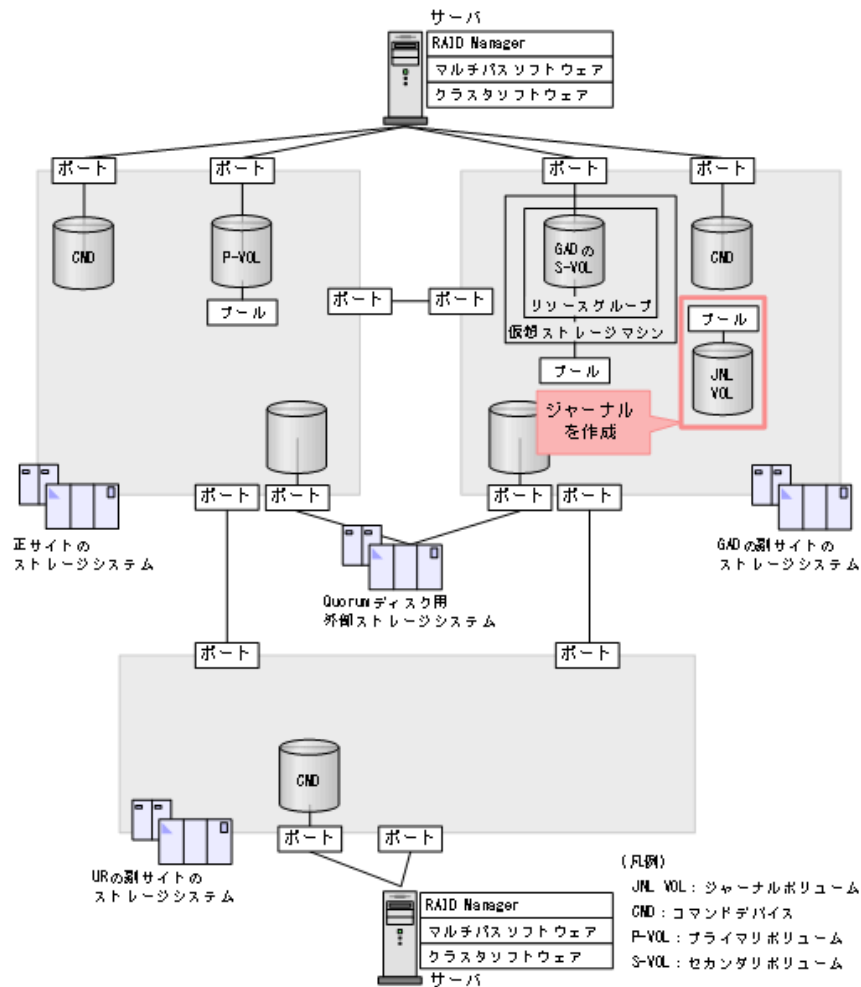 サーバ
RAID Manager
マルチパスソフトウェア
クラスタソフトウェア
ポート
ポート
ポート
ポート
CMD
P-VOL
GADの
S-VOL
CMD
プール
リソースグループ
ポート
ポート
仮想ストレージマシン
プール
プール
JNL
VOL
ジャーナル
を作成
ポート
ポート
ポート
ポート
正サイトの
ストレージシステム
GADの副サイトの
ストレージシステム
Quorumディスク用
外部ストレージシステム
ポート
ポート
CMD
ポート
ポート
URの副サイトの
ストレージシステム
RAID Manager
マルチパスソフトウェア
クラスタソフトウェア
サーバ
(凡例)
JNL VOL:ジャーナルボリューム
CMD:コマンドデバイス
P-VOL:プライマリボリューム
S-VOL:セカンダリボリューム